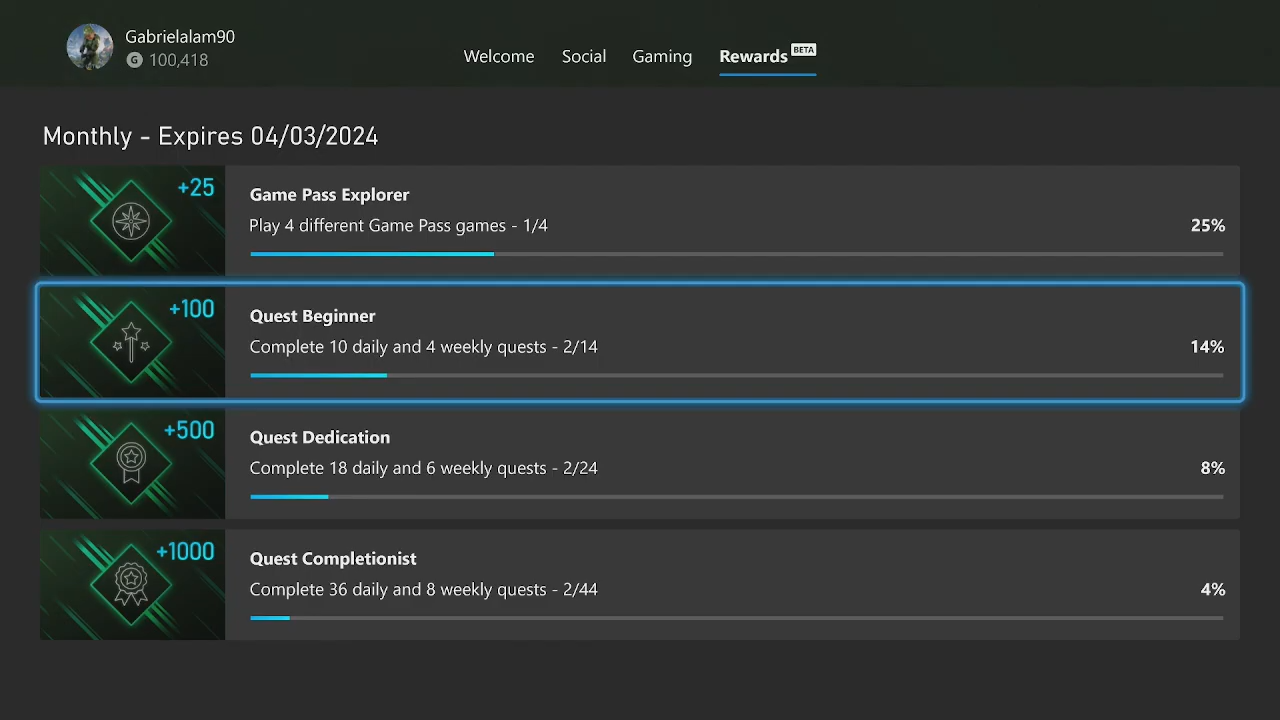 Gabrielalam90
G 100,418
Welcome Social Gaming Rewards BETA
Monthly - Expires 04/03/2024
+25
Game Pass Explorer
Play 4 different Game Pass games - 1/4
25%
+100
Quest Beginner
Complete 10 daily and 4 weekly quests - 2/14
14%
+500
Quest Dedication
Complete 18 daily and 6 weekly quests - 2/24
8%
+1000
Quest Completionist
Complete 36 daily and 8 weekly quests - 2/44
4%